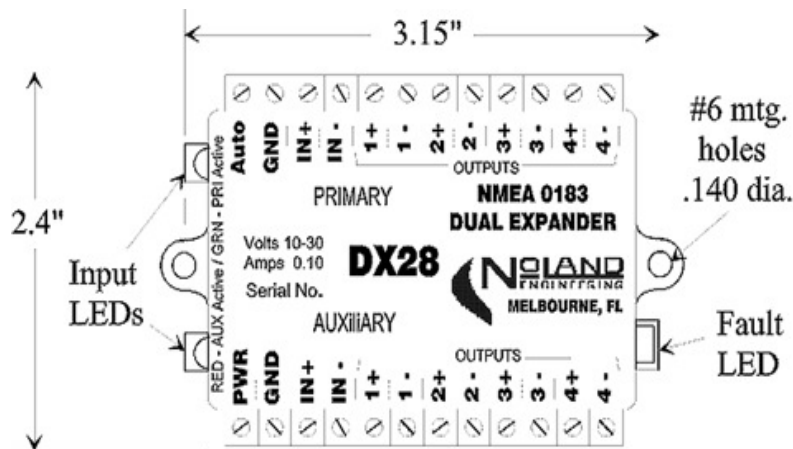 3.15"
2.4"
#6 mtg.
holes
.140 dia.
Auto GND IN+ IN - 1+ 1 - 2+ 2 - 3+ 3 - 4+ 4 -
OUTPUTS
PRIMARY
NMEA 0183
DUAL EXPANDER
Volts 10-30
Amps 0.10
Serial No.
DX28
NOLAND
ENGINEERING
MELBOURNE, FL
AUXiliARY
OUTPUTS
PWR GND IN+ IN - 1+ 1 - 2+ 2 - 3+ 3 - 4+ 4 -
RED - AUX Active / GRN - PRI Active
Input
LEDs
Fault
LED